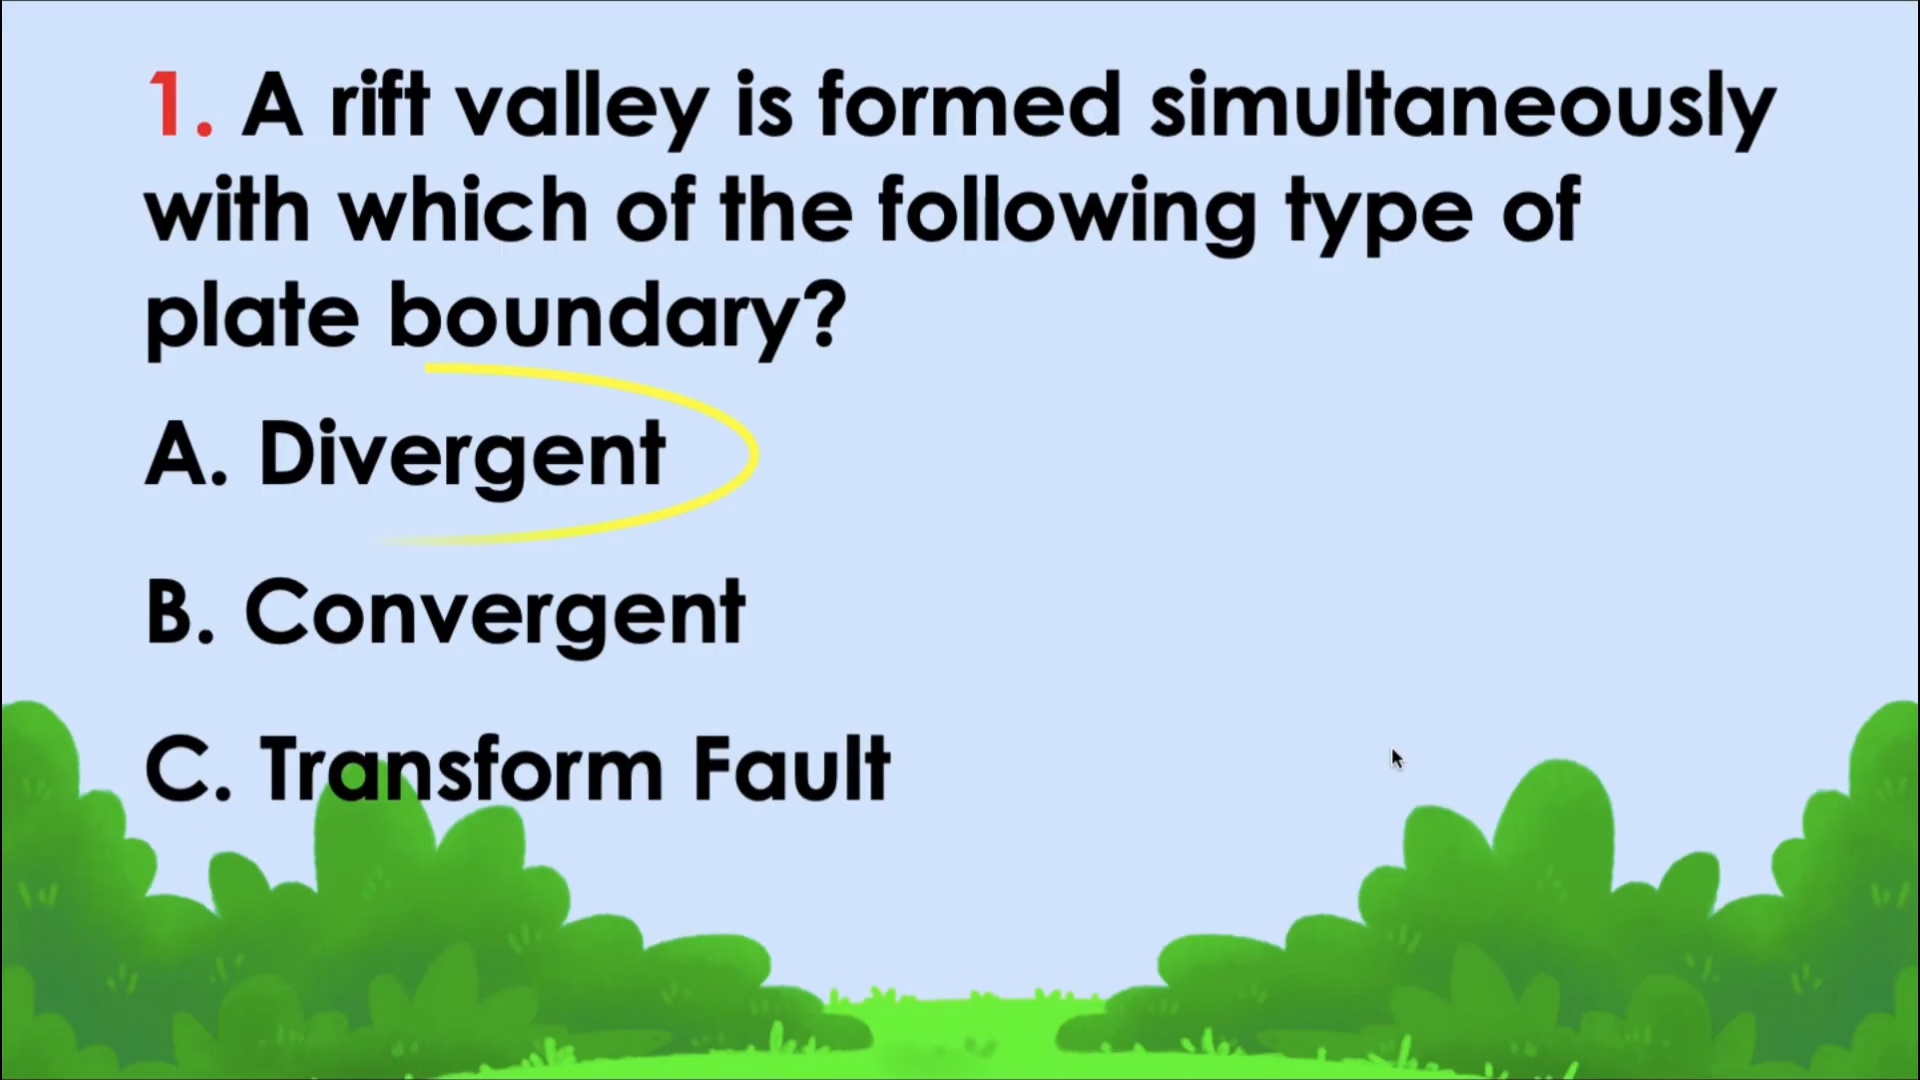 1. A rift valley is formed simultaneously
with which of the following type of
plate boundary?
A. Divergent
B. Convergent
C. Transform Fault